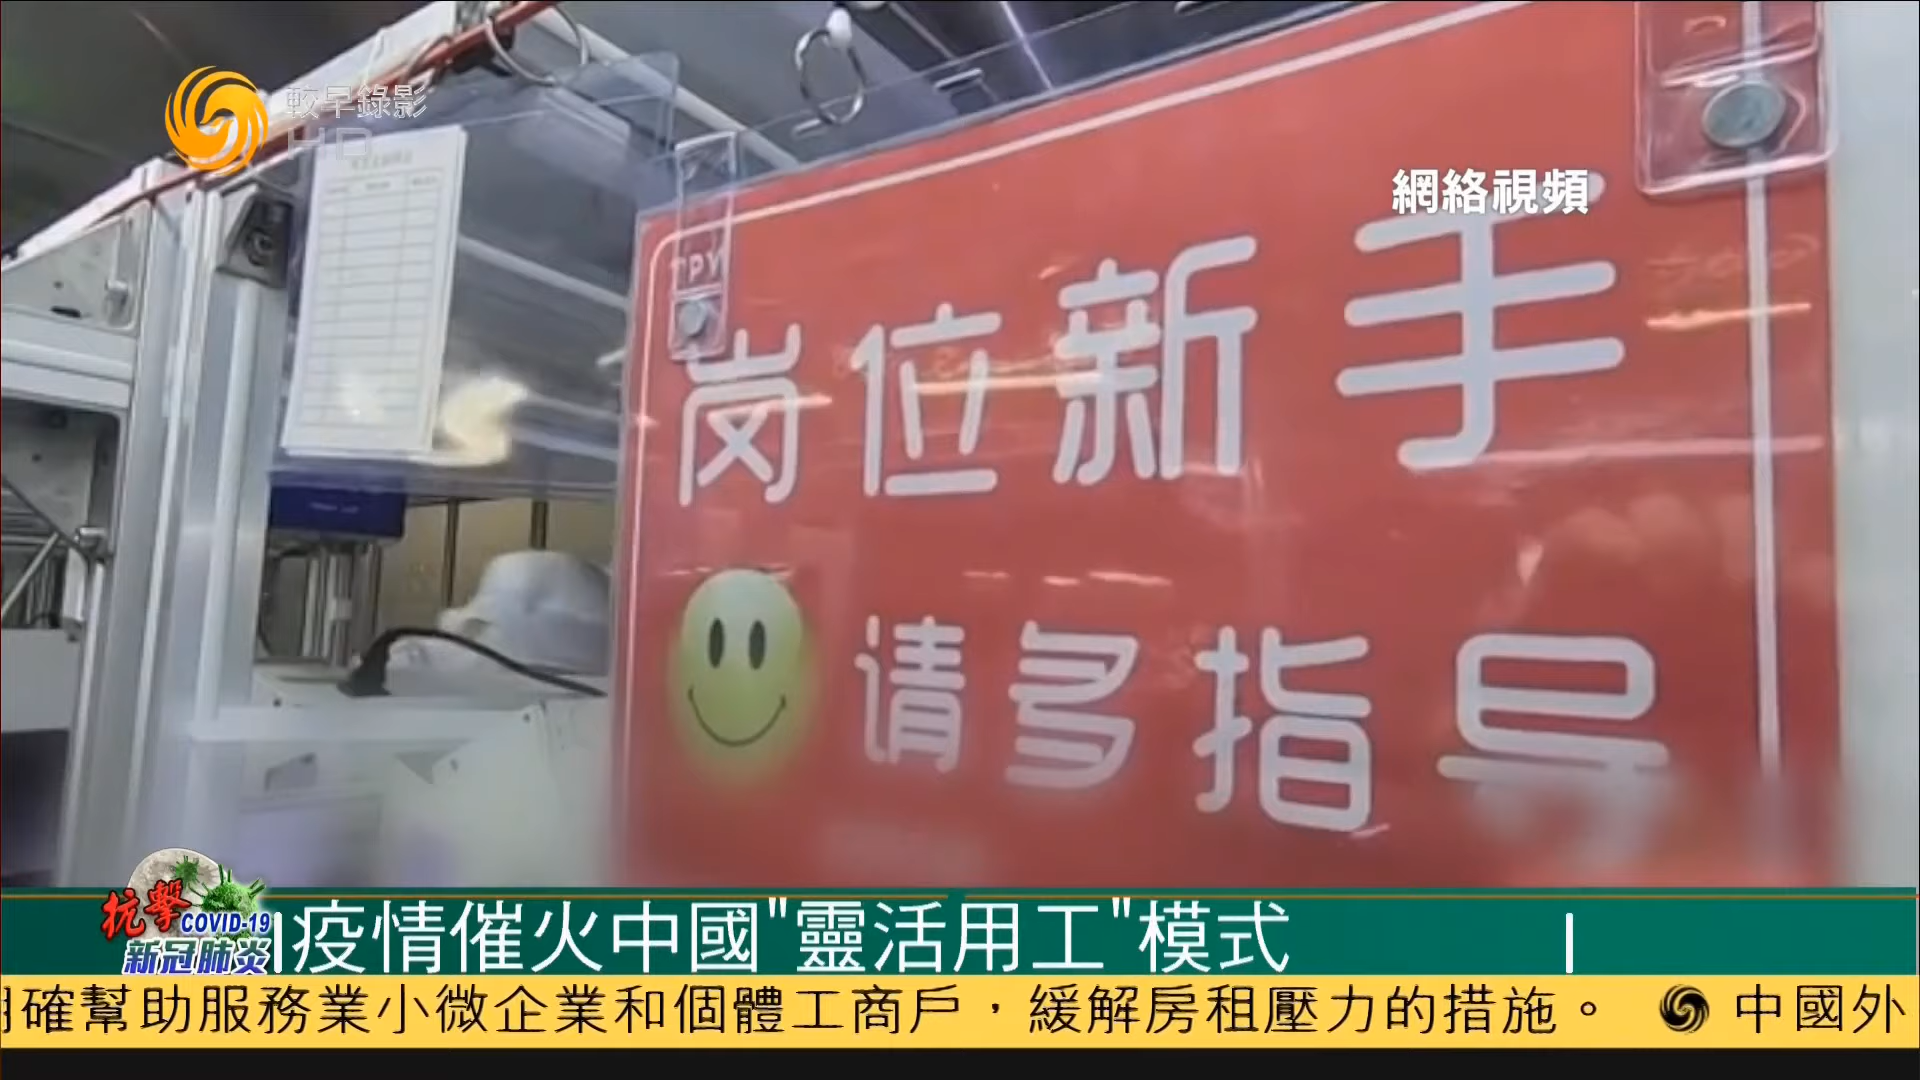 較早錄影
HD
網絡視頻
TPV
岗位新手
请多指导
抗擊
COVID-19
新冠肺炎
疫情催火中國"靈活用工"模式
確幫助服務業小微企業和個體工商戶，緩解房租壓力的措施。 中國外